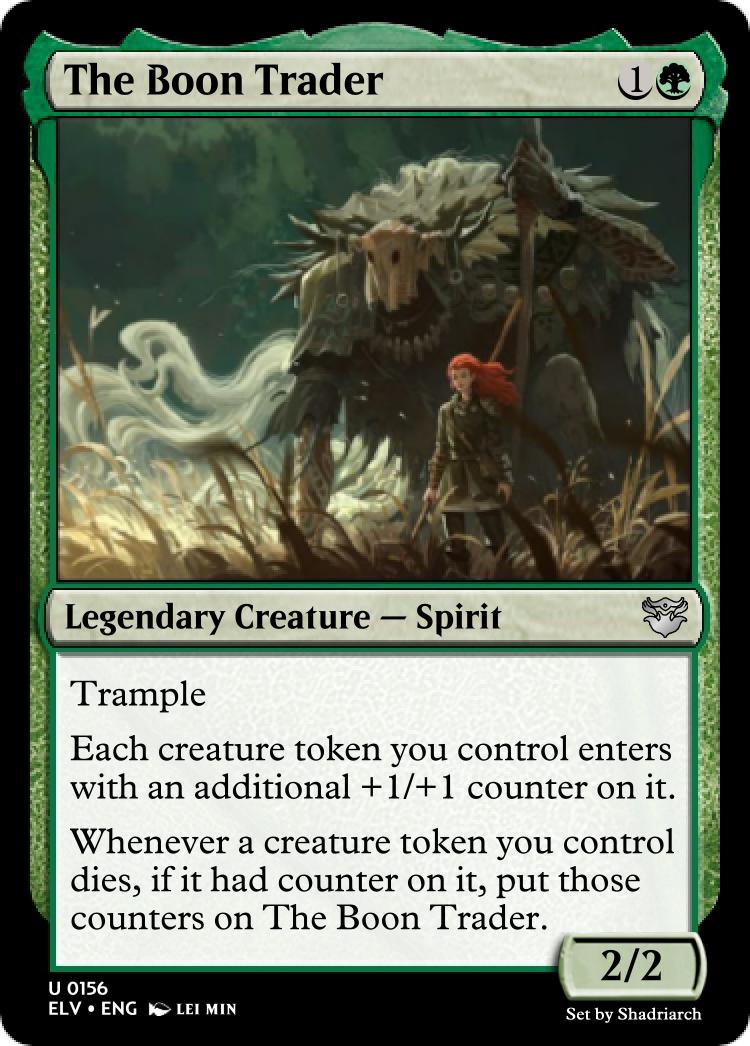 The Boon Trader 1
Legendary Creature — Spirit
Trample
Each creature token you control enters
with an additional +1/+1 counter on it.
Whenever a creature token you control
dies, if it had counter on it, put those
counters on The Boon Trader.
2/2
U 0156
ELV • ENG LEI MIN
Set by Shadriarch